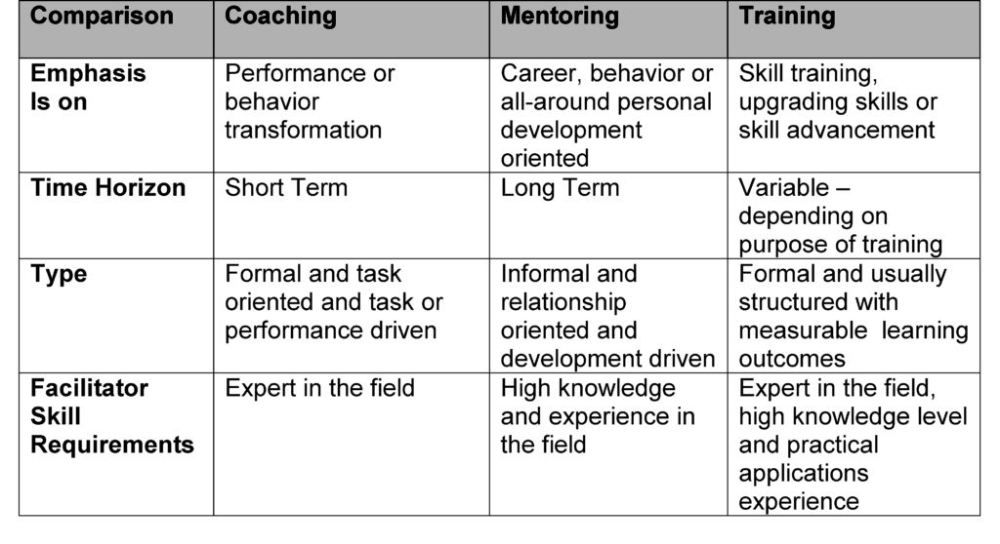 Comparison Coaching Mentoring Training
Emphasis
Is on
Performance or
behavior
transformation
Career, behavior or
all-around personal
development
oriented
Skill training,
upgrading skills or
skill advancement
Time Horizon
Short Term
Long Term
Variable –
depending on
purpose of training
Type
Formal and task
oriented and task or
performance driven
Informal and
relationship
oriented and
development driven
Formal and usually
structured with
measurable learning
outcomes
Facilitator
Skill
Requirements
Expert in the field
High knowledge
and experience in
the field
Expert in the field,
high knowledge level
and practical
applications
experience